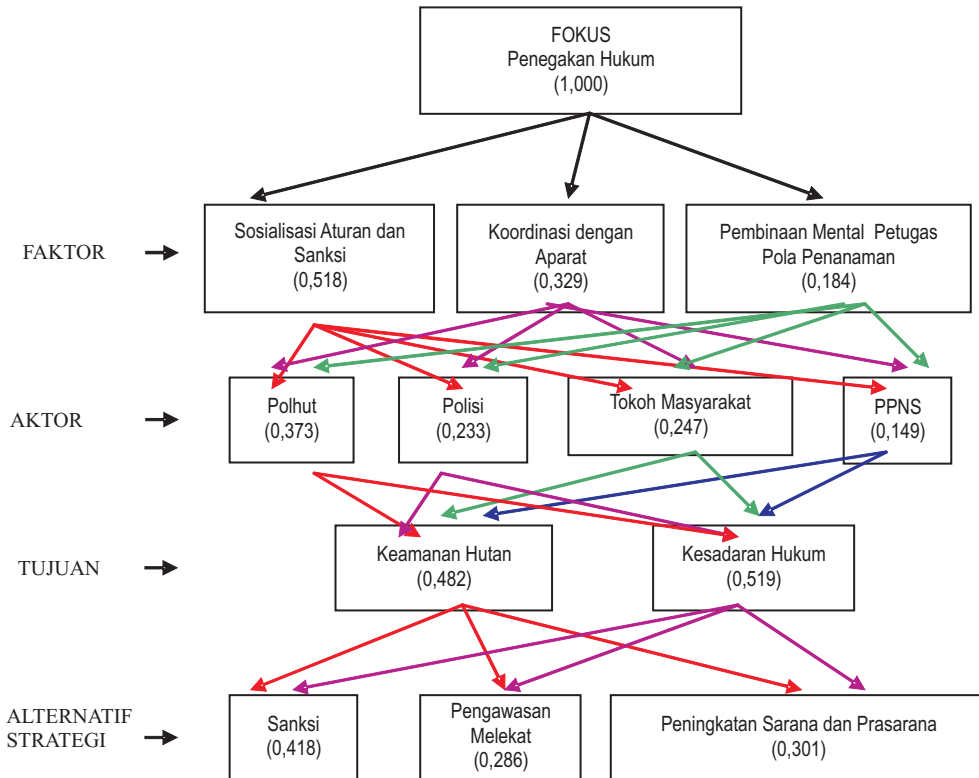 FOKUS
Penegakan Hukum
(1,000)
FAKTOR
Sosialisasi Aturan dan
Sanksi
(0,518)
Koordinasi dengan
Aparat
(0,329)
Pembinaan Mental Petugas
Pola Penanaman
(0,184)
AKTOR
Polhut
(0,373)
Polisi
(0,233)
Tokoh Masyarakat
(0,247)
PPNS
(0,149)
TUJUAN
Keamanan Hutan
(0,482)
Kesadaran Hukum
(0,519)
ALTERNATIF
STRATEGI
Sanksi
(0,418)
Pengawasan
Melekat
(0,286)
Peningkatan Sarana dan Prasarana
(0,301)